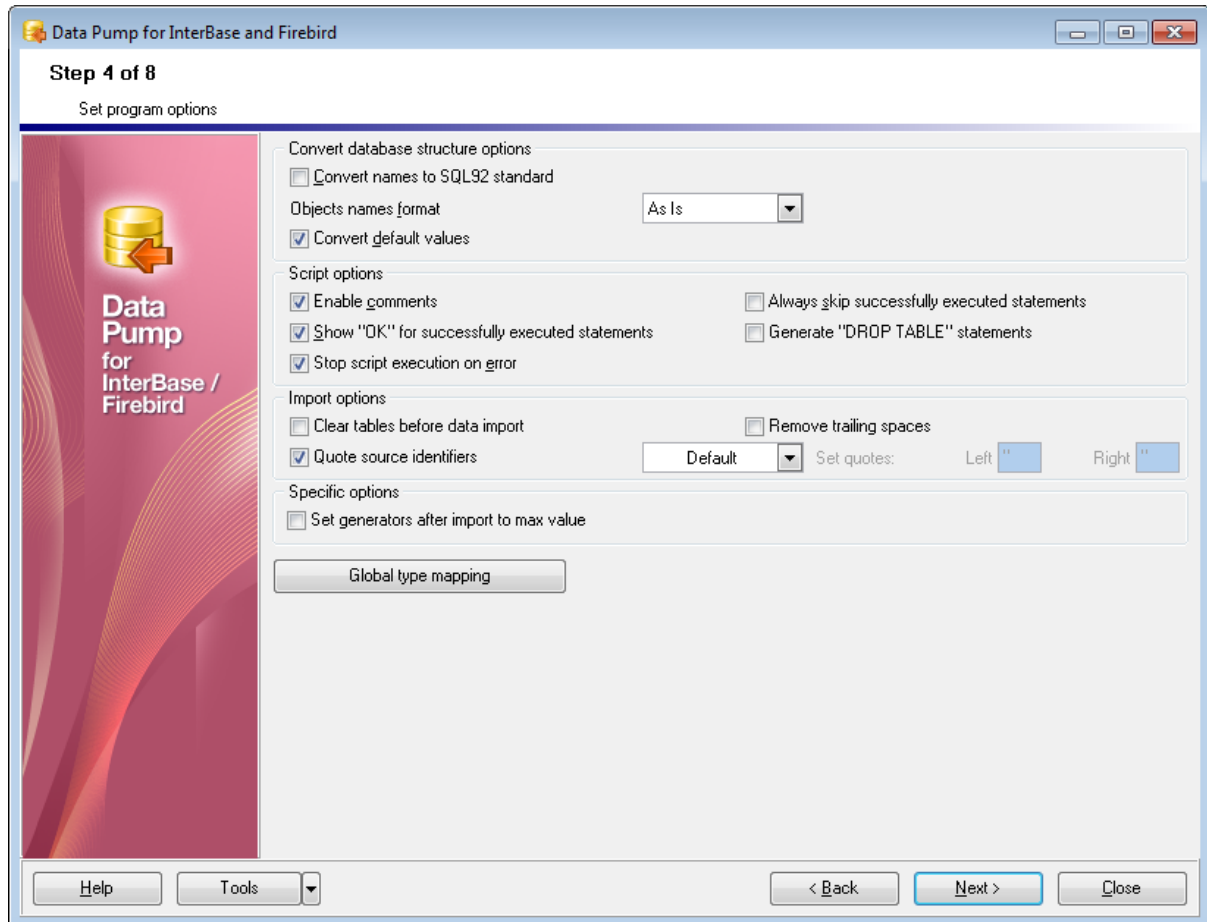 Data Pump for InterBase and Firebird
Step 4 of 8
Set program options
Data
Pump
for
InterBase /
Firebird
Convert database structure options
Convert names to SQL92 standard
Objects names format As Is
Convert default values
Script options
Enable comments Always skip successfully executed statements
Show "OK" for successfully executed statements Generate "DROP TABLE" statements
Stop script execution on error
Import options
Clear tables before data import Remove trailing spaces
Quote source identifiers Default Set quotes: Left " Right "
Specific options
Set generators after import to max value
Global type mapping
Help Tools < Back Next > Close